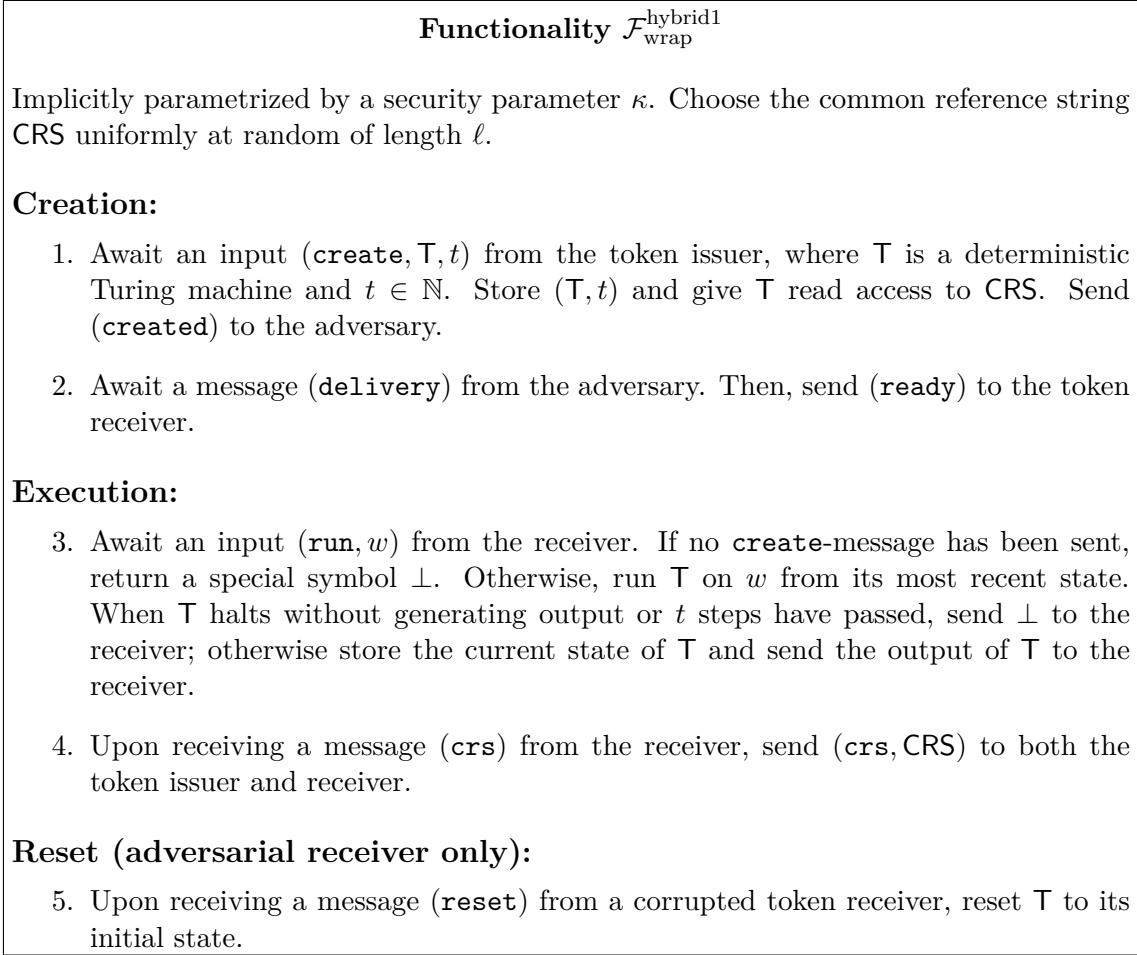 Functionality $\mathcal{F}_{\text{wrap}}^{\text{hybrid1}}$
Implicitly parametrized by a security parameter κ. Choose the common reference string
CRS uniformly at random of length ℓ.
Creation:
1. Await an input (create, T, t) from the token issuer, where T is a deterministic
Turing machine and t ∈ ℕ. Store (T, t) and give T read access to CRS. Send
(created) to the adversary.
2. Await a message (delivery) from the adversary. Then, send (ready) to the token
receiver.
Execution:
3. Await an input (run, w) from the receiver. If no create-message has been sent,
return a special symbol ⊥. Otherwise, run T on w from its most recent state.
When T halts without generating output or t steps have passed, send ⊥ to the
receiver; otherwise store the current state of T and send the output of T to the
receiver.
4. Upon receiving a message (crs) from the receiver, send (crs, CRS) to both the
token issuer and receiver.
Reset (adversarial receiver only):
5. Upon receiving a message (reset) from a corrupted token receiver, reset T to its
initial state.